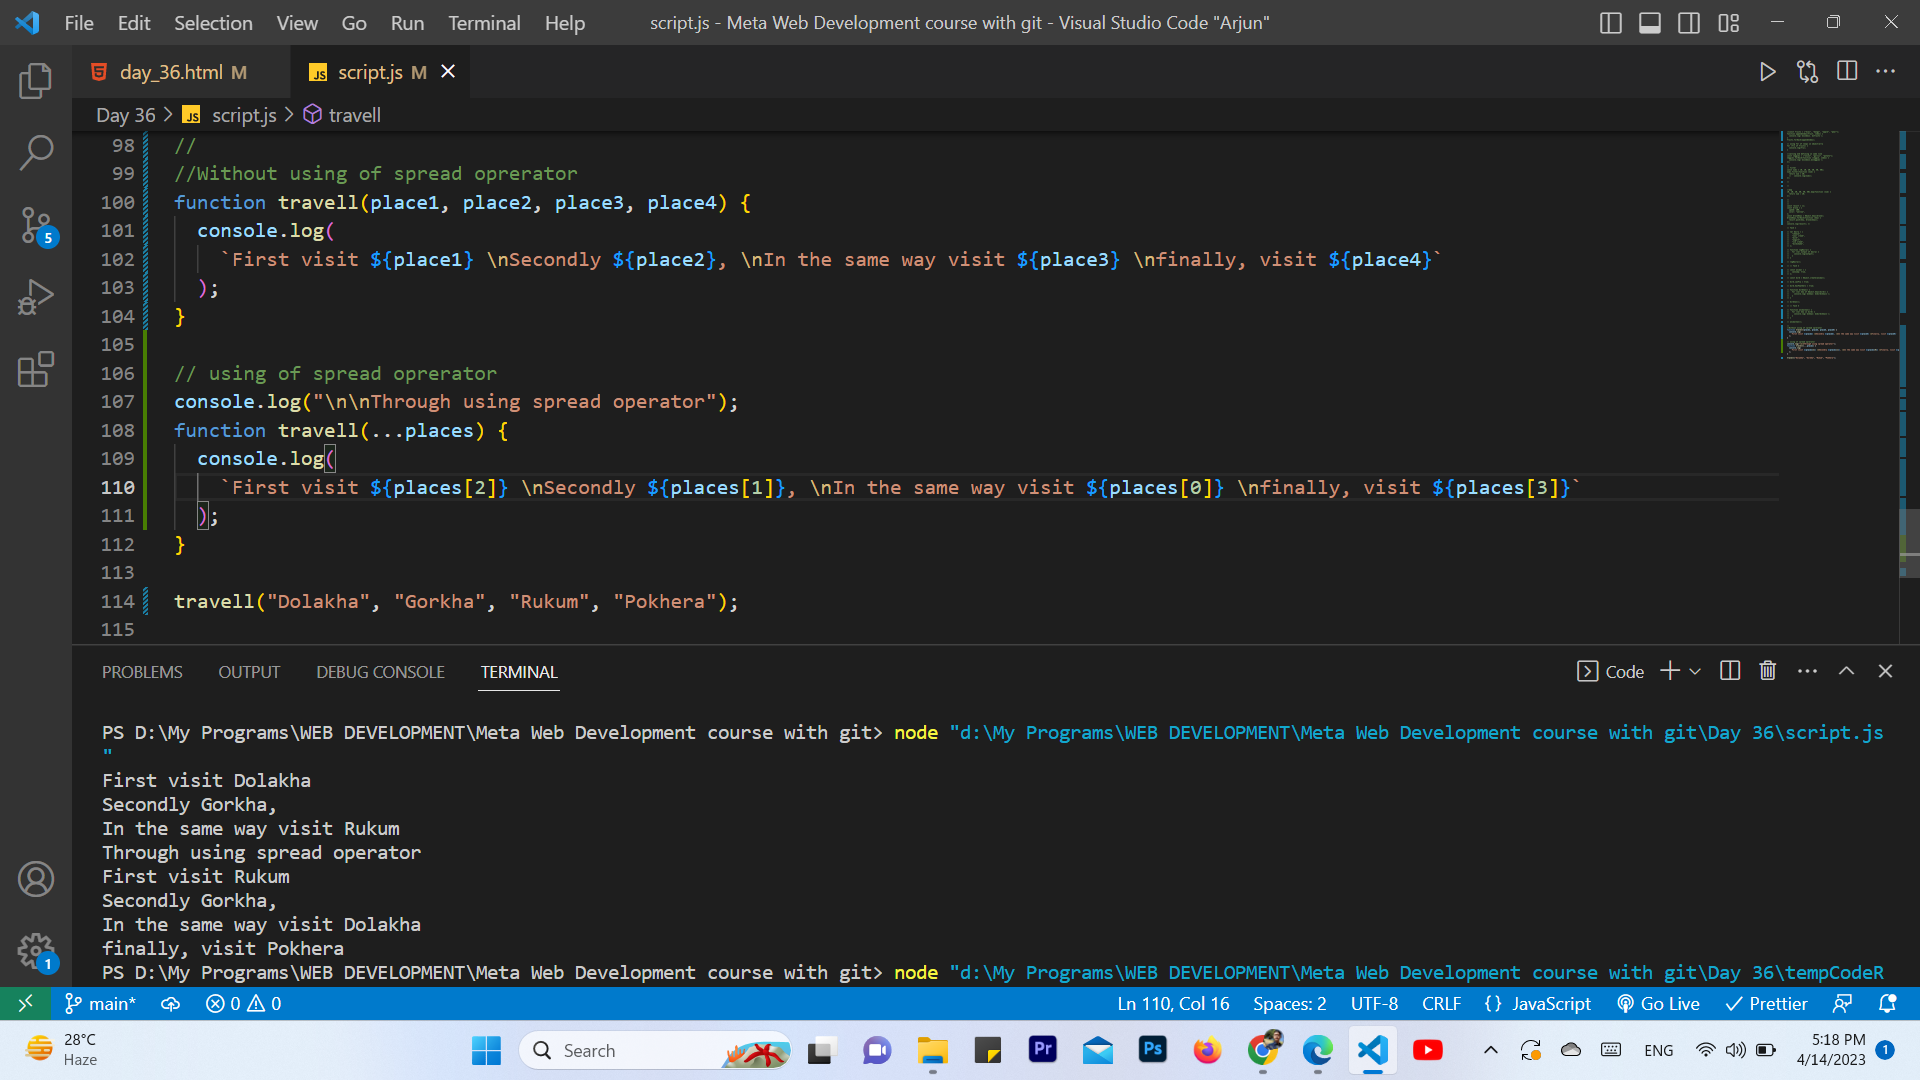 File Edit Selection View Go Run Terminal Help script.js - Meta Web Development course with git - Visual Studio Code "Arjun"
day_36.html M
JS script.js M
Day 36 > JS script.js > travell
98 //
99 //Without using of spread oprerator
100 function travell(place1, place2, place3, place4) {
101 console.log(
102 `First visit ${place1} \nSecondly ${place2}, \nIn the same way visit ${place3} \nfinally, visit ${place4}`
103 );
104 }
105
106 // using of spread oprerator
107 console.log("\n\nThrough using spread operator");
108 function travell(...places) {
109 console.log(
110 `First visit ${places[2]} \nSecondly ${places[1]}, \nIn the same way visit ${places[0]} \nfinally, visit ${places[3]}`
111 );
112 }
113
114 travell("Dolakha", "Gorkha", "Rukum", "Pokhera");
115
PROBLEMS OUTPUT DEBUG CONSOLE TERMINAL Code
PS D:\My Programs\WEB DEVELOPMENT\Meta Web Development course with git> node "d:\My Programs\WEB DEVELOPMENT\Meta Web Development course with git\Day 36\script.js
"
First visit Dolakha
Secondly Gorkha,
In the same way visit Rukum
Through using spread operator
First visit Rukum
Secondly Gorkha,
In the same way visit Dolakha
finally, visit Pokhera
PS D:\My Programs\WEB DEVELOPMENT\Meta Web Development course with git> node "d:\My Programs\WEB DEVELOPMENT\Meta Web Development course with git\Day 36\tempCodeR
5
1
main* 0 0 Ln 110, Col 16 Spaces: 2 UTF-8 CRLF {} JavaScript Go Live Prettier
28°C
Haze
Search
Pr
Ps
ENG
5:18 PM
4/14/2023
1